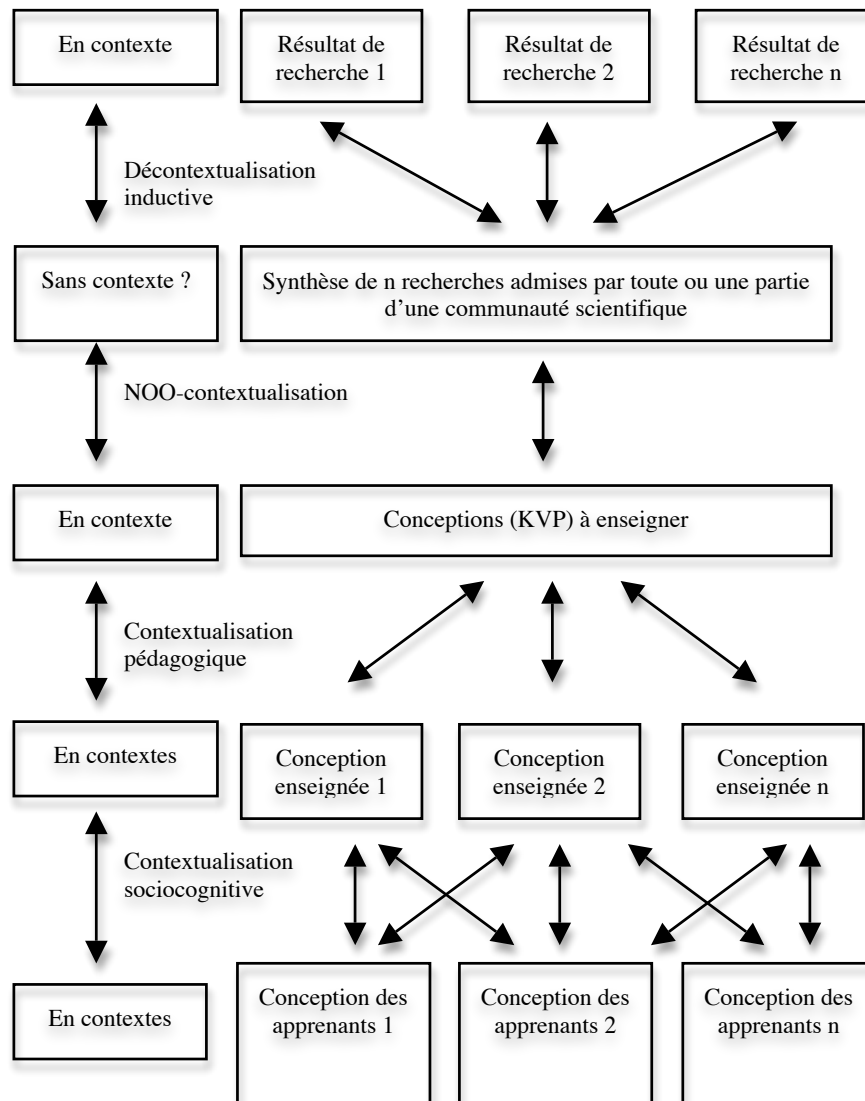 En contexte
Résultat de
recherche 1
Résultat de
recherche 2
Résultat de
recherche n
Décontextualisation
inductive
Sans contexte ?
Synthèse de n recherches admises par toute ou une partie
d’une communauté scientifique
NOO-contextualisation
En contexte
Conceptions (KVP) à enseigner
Contextualisation
pédagogique
En contextes
Conception
enseignée 1
Conception
enseignée 2
Conception
enseignée n
Contextualisation
sociocognitive
En contextes
Conception des
apprenants 1
Conception des
apprenants 2
Conception des
apprenants n